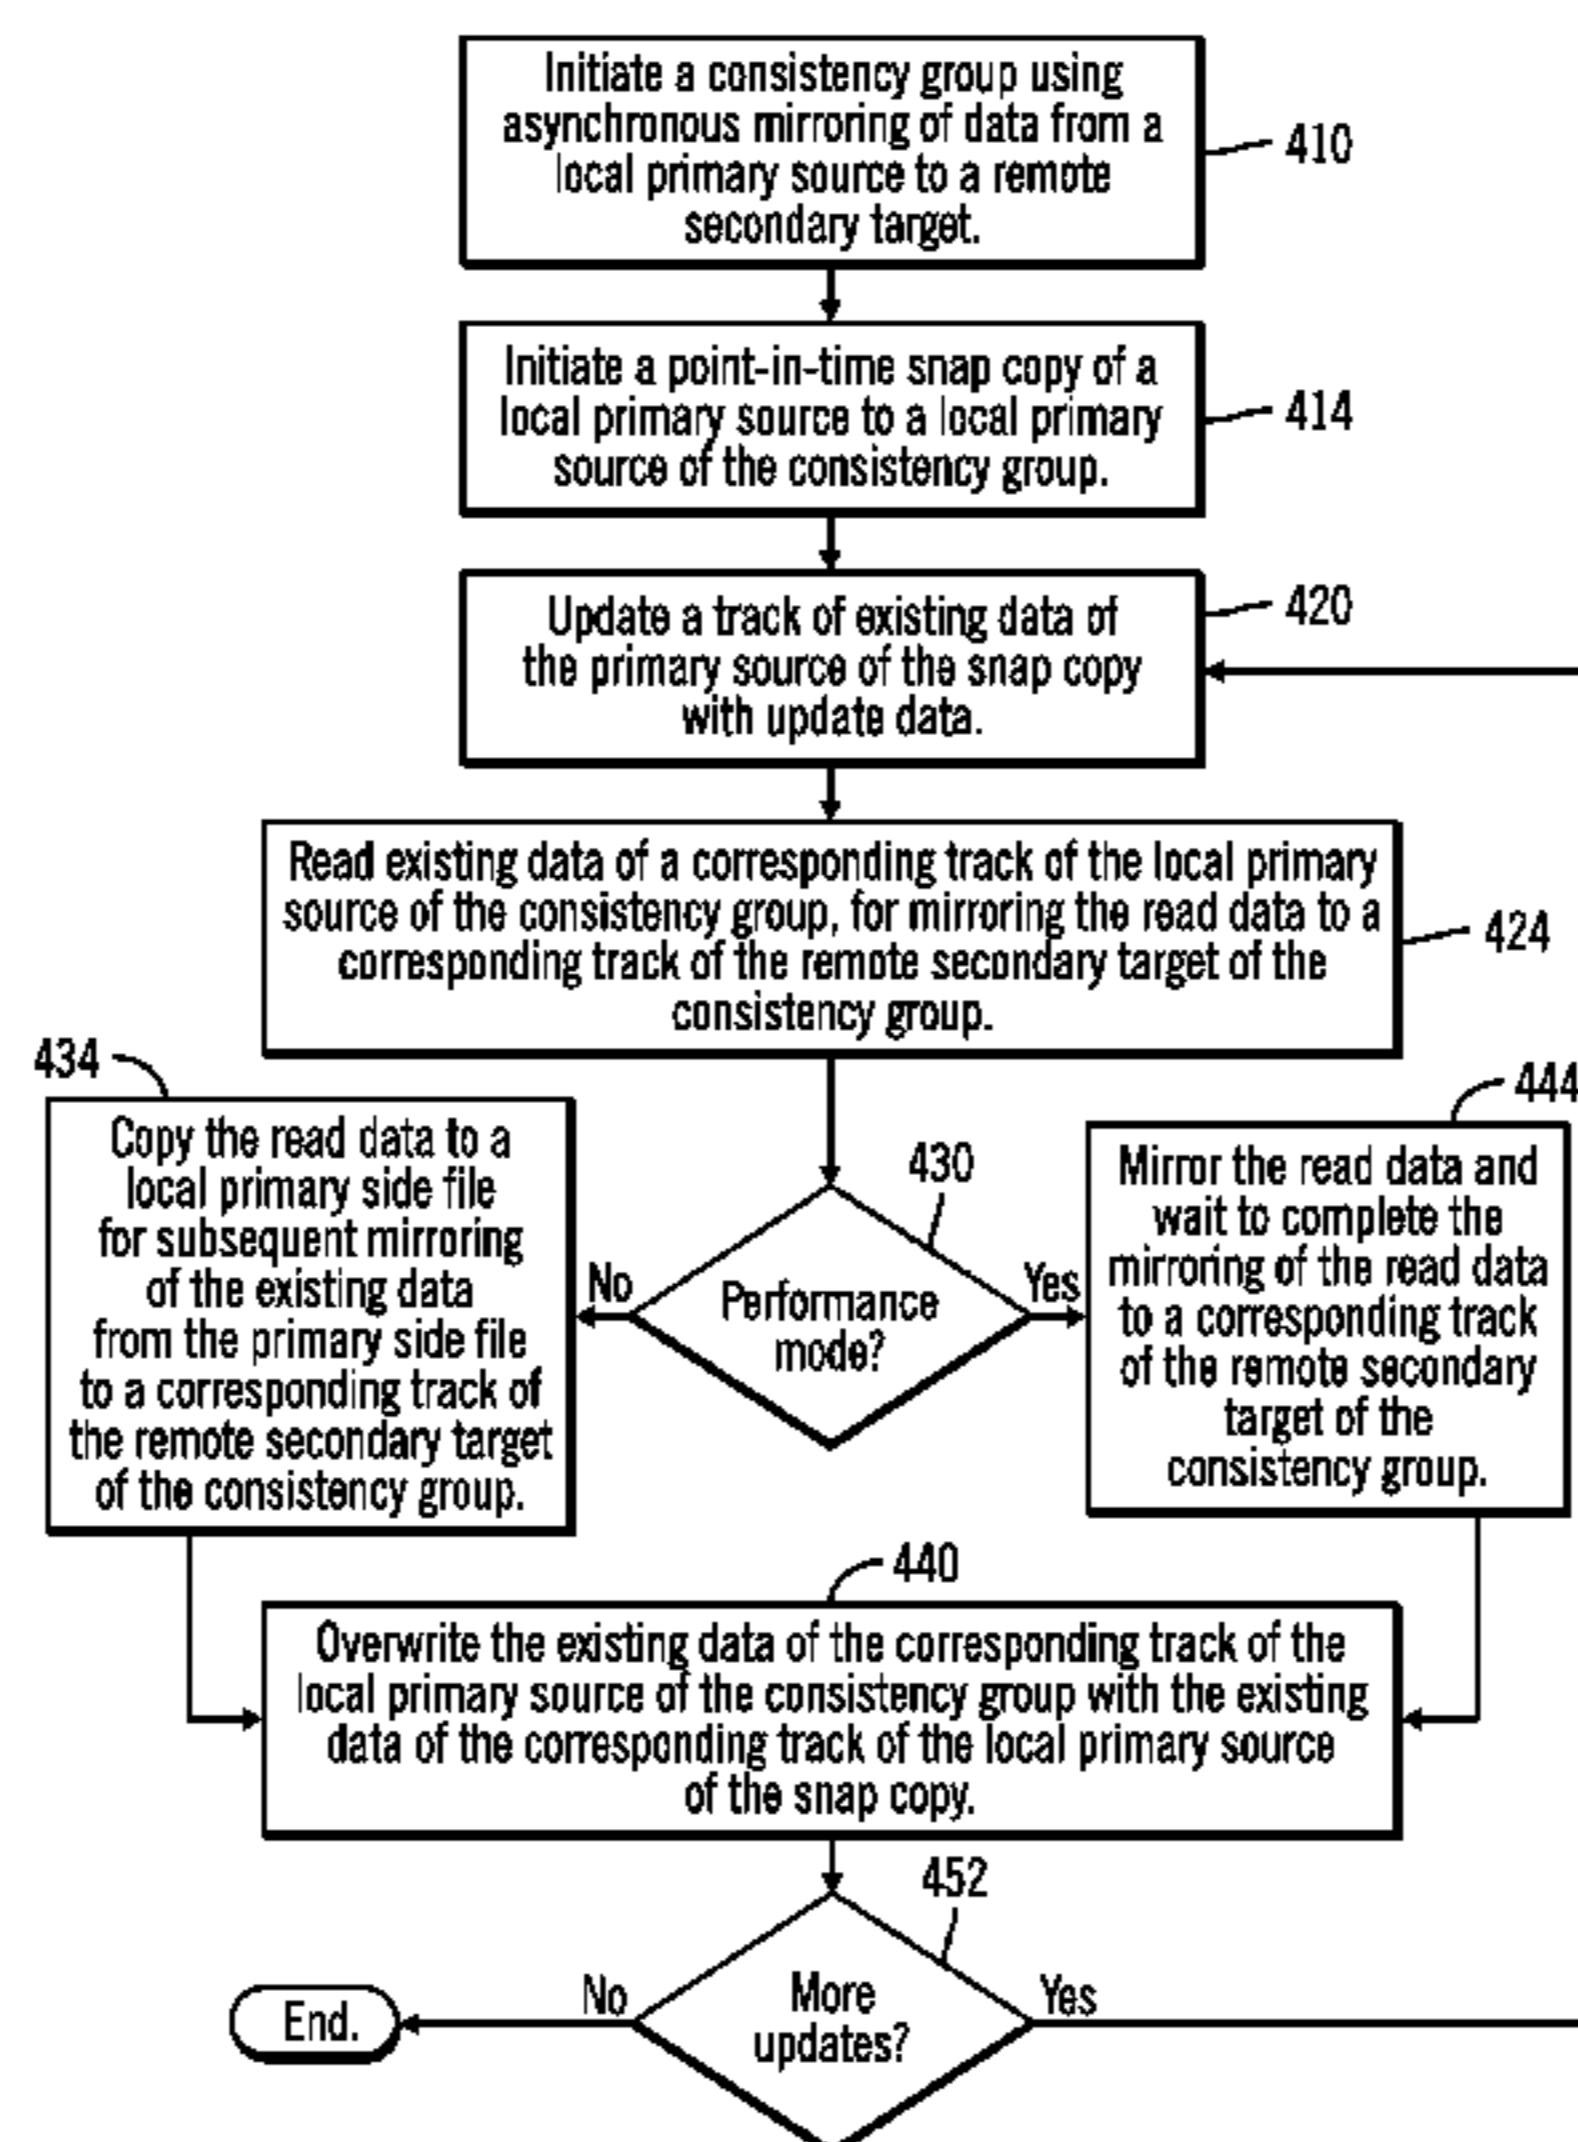 Initiate a consistency group using
asynchronous mirroring of data from a
local primary source to a remote
secondary target.
410
Initiate a point-in-time snap copy of a
local primary source to a local primary
source of the consistency group.
414
Update a track of existing data of
the primary source of the snap copy
with update data.
420
Read existing data of a corresponding track of the local primary
source of the consistency group, for mirroring the read data to a
corresponding track of the remote secondary target of the
consistency group.
424
434
Copy the read data to a
local primary side file
for subsequent mirroring
of the existing data
from the primary side file
to a corresponding track of
the remote secondary target
of the consistency group.
No
430
Performance
mode?
Yes
444
Mirror the read data and
wait to complete the
mirroring of the read data
to a corresponding track
of the remote secondary
target of the
consistency group.
440
Overwrite the existing data of the corresponding track of the
local primary source of the consistency group with the existing
data of the corresponding track of the local primary source
of the snap copy.
452
More
updates?
No
Yes
End.